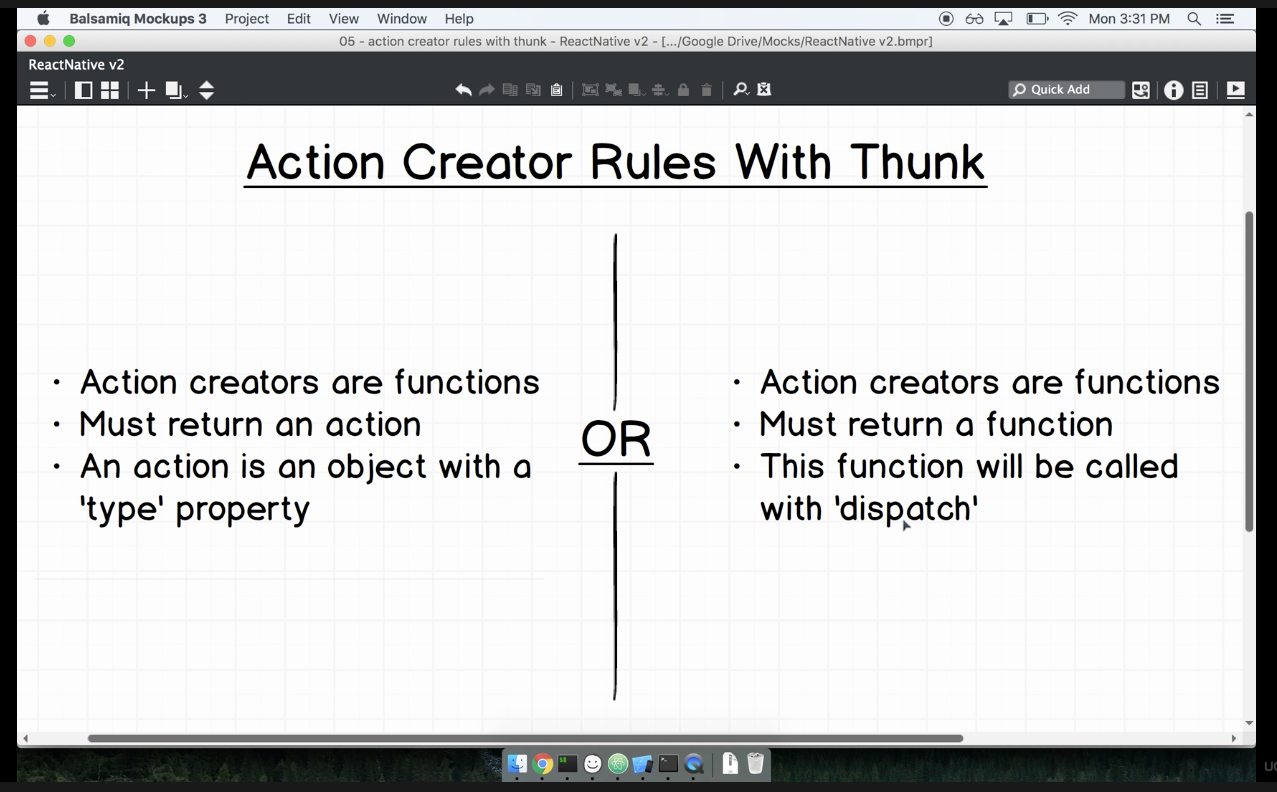 Balsamiq Mockups 3 Project Edit View Window Help Mon 3:31 PM
05 - action creator rules with thunk - ReactNative v2 - [.../Google Drive/Mocks/ReactNative v2.bmpr]
ReactNative v2
Quick Add
Action Creator Rules With Thunk
• Action creators are functions
• Must return an action
• An action is an object with a
'type' property
OR
• Action creators are functions
• Must return a function
• This function will be called
with 'dispatch'